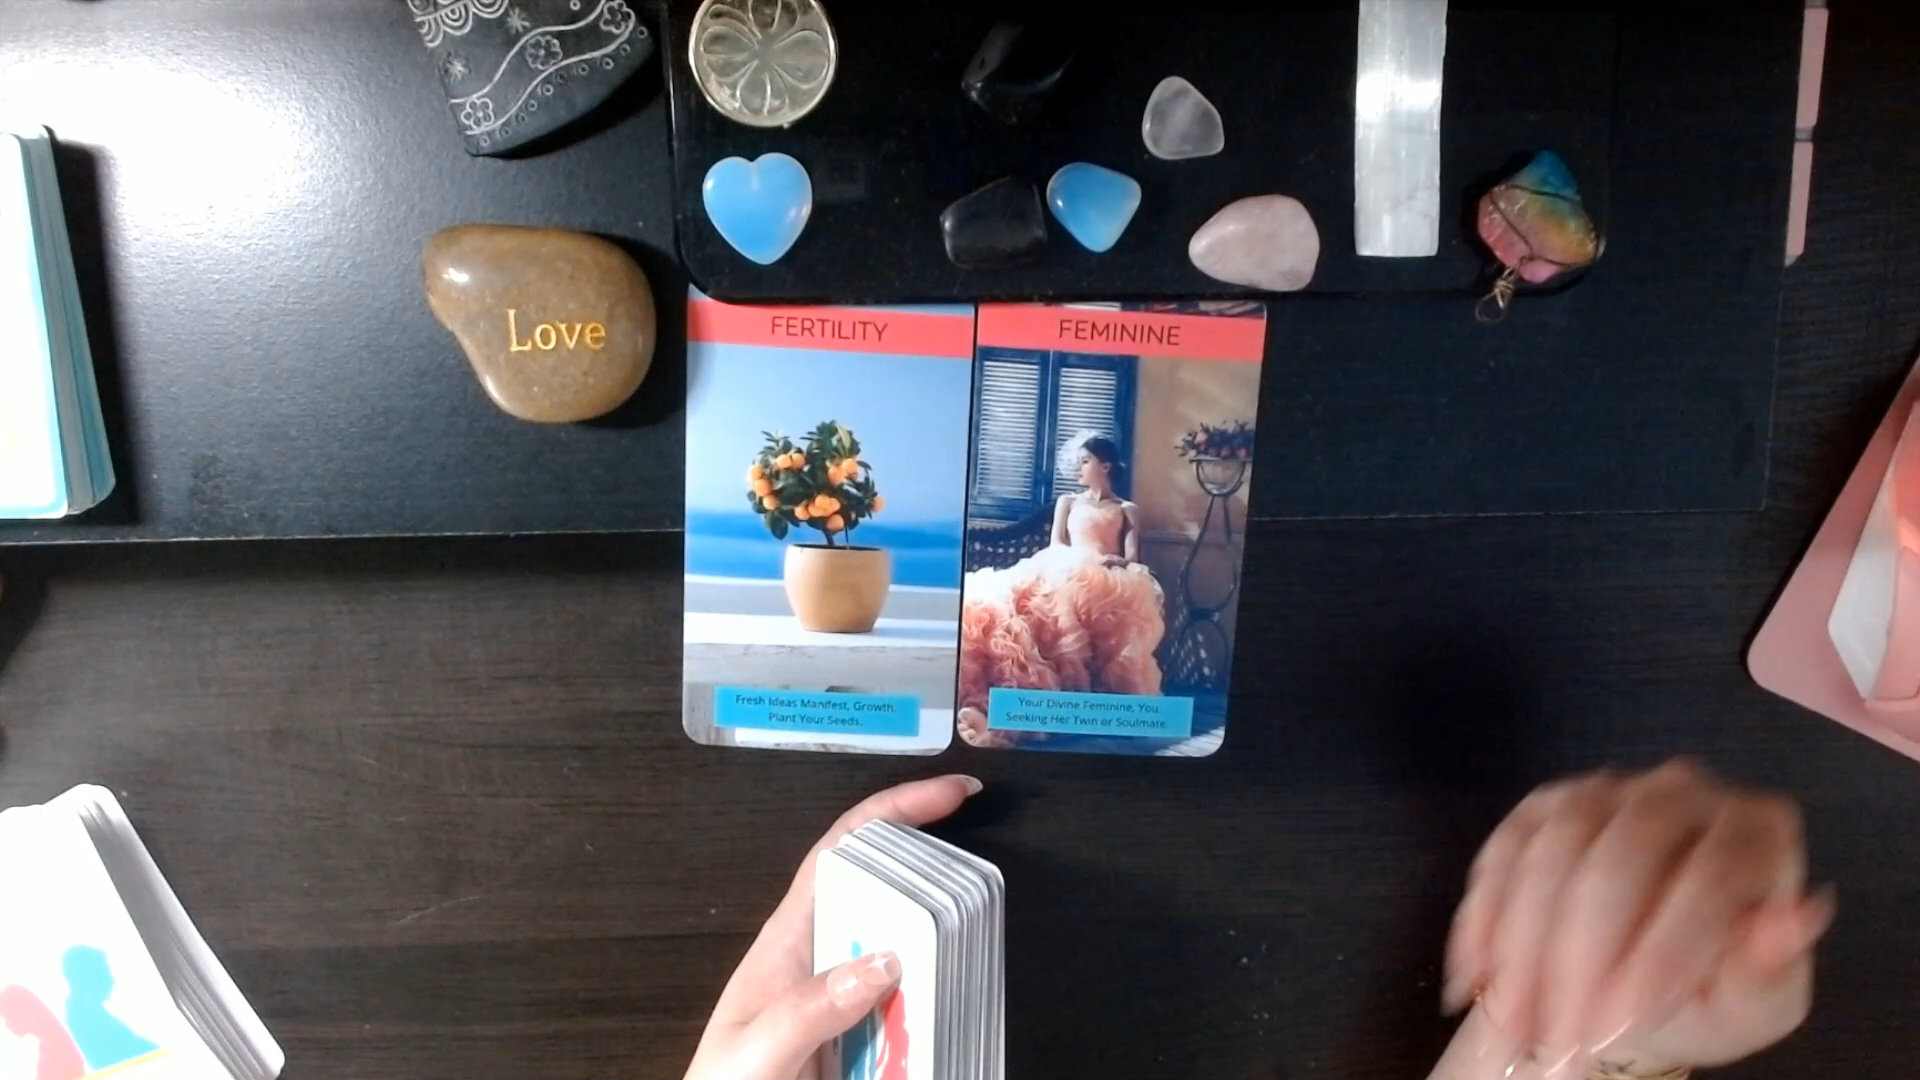 Love
FERTILITY
Fresh Ideas Manifest, Growth.
Plant Your Seeds.
FEMININE
Your Divine Feminine, You.
Seeking Her Twin or Soulmate.